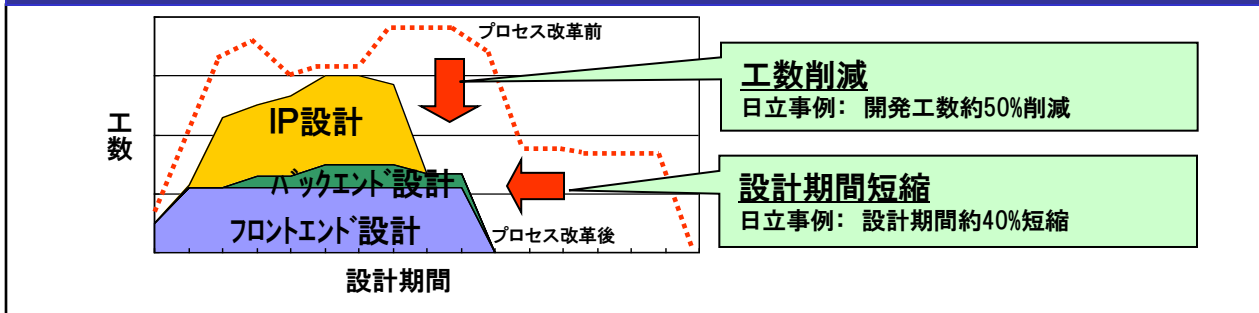 プロセス改革前
工数削減
日立事例： 開発工数約50%削減
工数
IP設計
バックエンド設計
設計期間短縮
日立事例： 設計期間約40%短縮
フロントエンド設計
プロセス改革後
設計期間